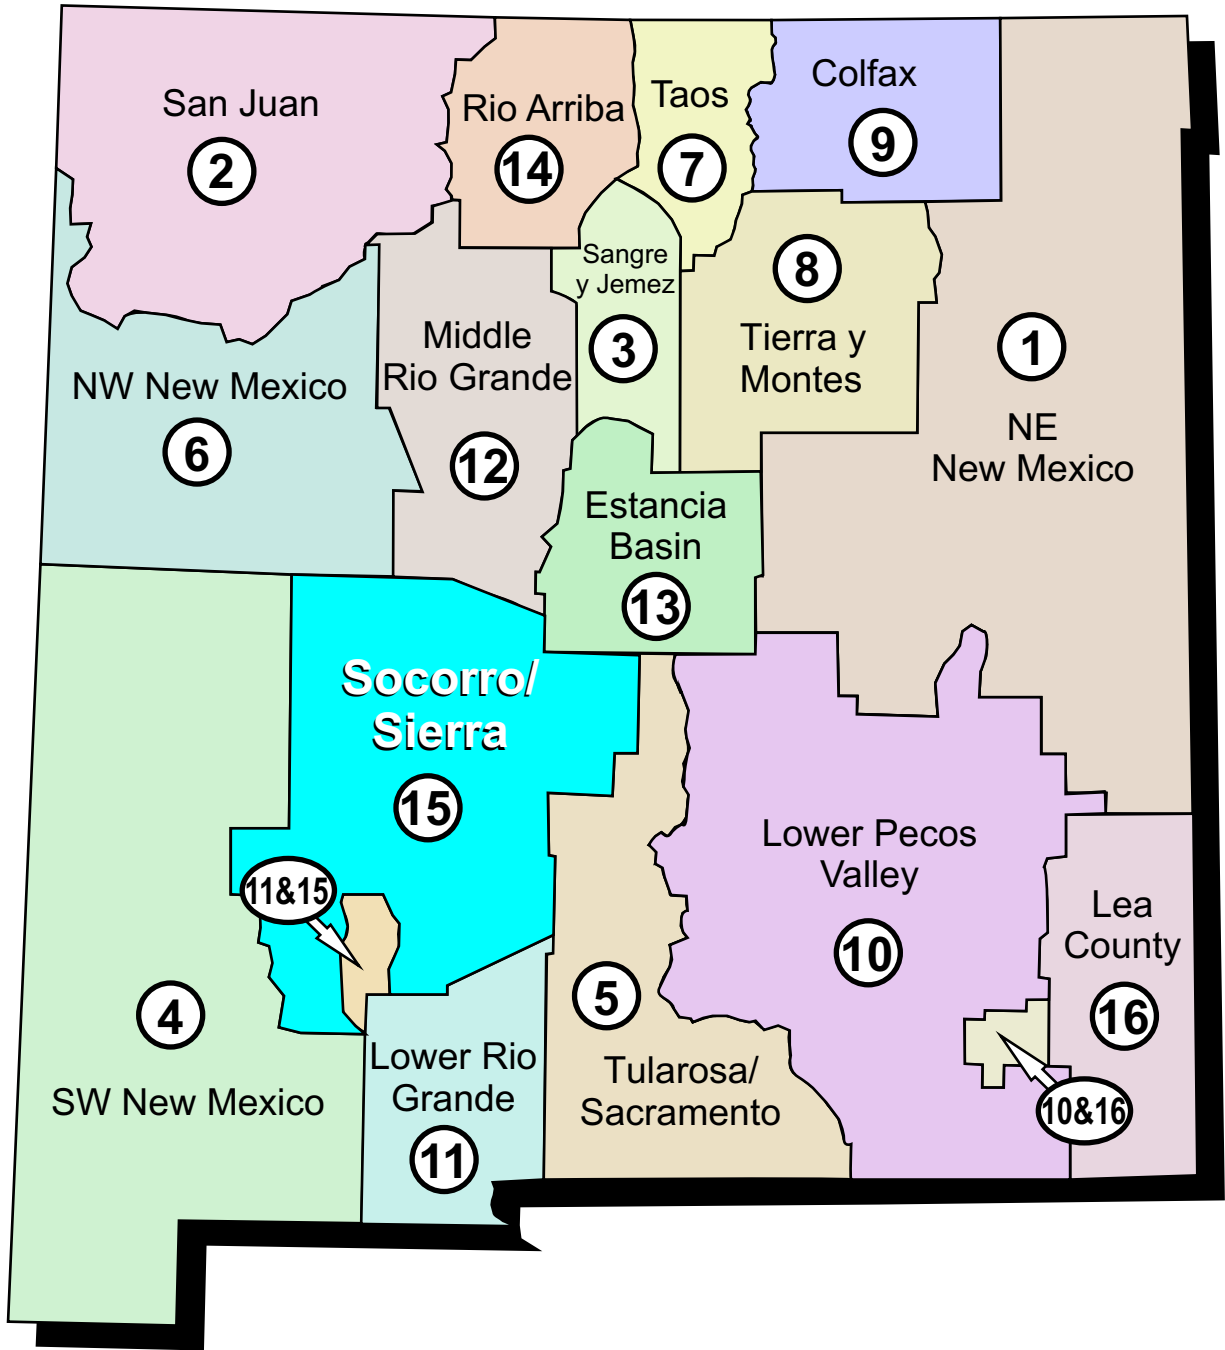 San Juan
2
Rio Arriba
14
Taos
7
Colfax
9
Sangre
y Jemez
3
8
Tierra y
Montes
1
NE
New Mexico
NW New Mexico
6
Middle
Rio Grande
12
Estancia
Basin
13
Socorro/
Sierra
15
11&15
4
SW New Mexico
Lower Rio
Grande
11
5
Tularosa/
Sacramento
Lower Pecos
Valley
10
Lea
County
16
10&16